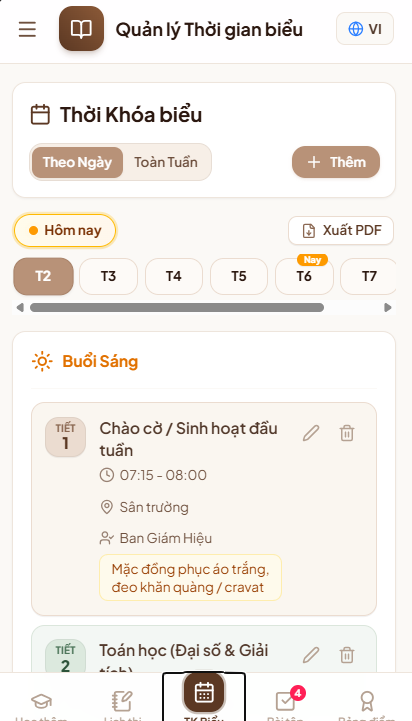 Quản lý Thời gian biểu
VI
Thời Khóa biểu
Theo Ngày
Toàn Tuần
Thêm
Hôm nay
Xuất PDF
Nay
T2
T3
T4
T5
T6
T7
Buổi Sáng
TIẾT
1
Chào cờ / Sinh hoạt đầu
tuần
07:15 - 08:00
Sân trường
Ban Giám Hiệu
Mặc đồng phục áo trắng,
đeo khăn quàng / cravat
TIẾT
2
Toán học (Đại số & Giải
tích)
4